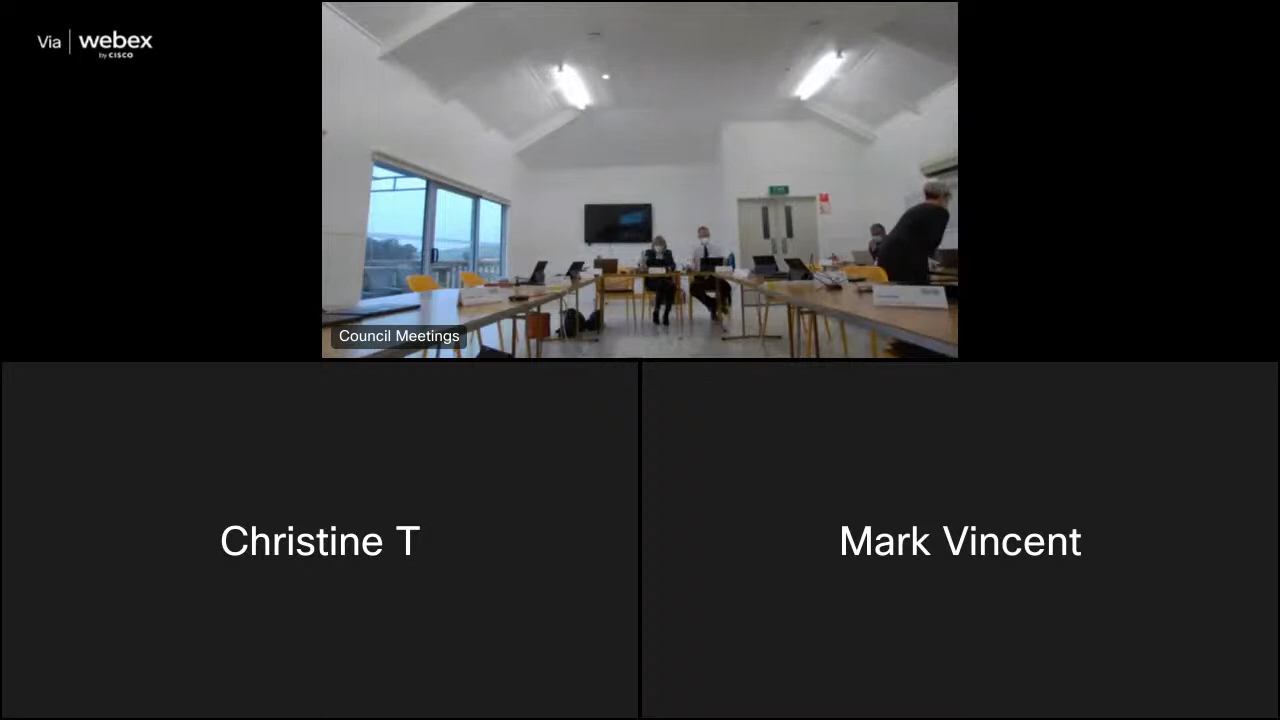 Via | webex
by CISCO
Council Meetings
Christine T
Mark Vincent